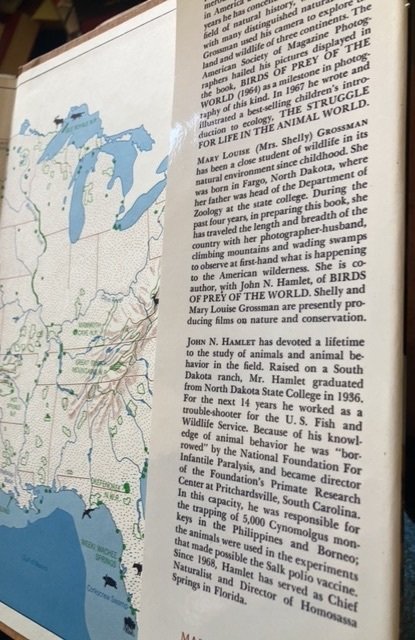 in America
years he has conce
field of natural history,
with many distinguished natural
Grossman used his camera to explore the
land and wildlife of three continents. The
American Society of Magazine Photog-
raphers hailed his pictures displayed in
the book, BIRDS OF PREY OF THE
WORLD (1964) as a milestone in photog-
raphy of this kind. In 1967 he wrote and
illustrated a best-selling children's intro-
duction to ecology, THE STRUGGLE
FOR LIFE IN THE ANIMAL WORLD.
MARY LOUISE (Mrs. Shelly) GROSSMAN
has been a close student of wildlife in its
natural environment since childhood. She
was born in Fargo, North Dakota, where
her father was head of the Department of
Zoology at the state college. During the
past four years, in preparing this book, she
has traveled the length and breadth of the
country with her photographer-husband,
climbing mountains and wading swamps
to observe at first-hand what is happening
to the American wilderness. She is co-
author, with John N. Hamlet, of BIRDS
OF PREY OF THE WORLD. Shelly and
Mary Louise Grossman are presently pro-
ducing films on nature and conservation.
JOHN N. HAMLET has devoted a lifetime
to the study of animals and animal be-
havior in the field. Raised on a South
Dakota ranch, Mr. Hamlet graduated
from North Dakota State College in 1936.
For the next 14 years he worked as a
trouble-shooter for the U. S. Fish and
Wildlife Service. Because of his knowl-
edge of animal behavior he was "bor-
rowed" by the National Foundation For
Infantile Paralysis, and became director
of the Foundation's Primate Research
Center at Pritchardsville, South Carolina.
In this capacity, he was responsible for
the trapping of 5,000 Cynomolgus mon-
keys in the Philippines and Borneo;
the animals were used in the experiments
that made possible the Salk polio vaccine.
Since 1968, Hamlet has served as Chief
Naturalist and Director of Homosassa
Springs in Florida.
OKEFENOKEE
N.W.R.
WEEKI WACHEE
SPRINGS
Corkscrew Swamp